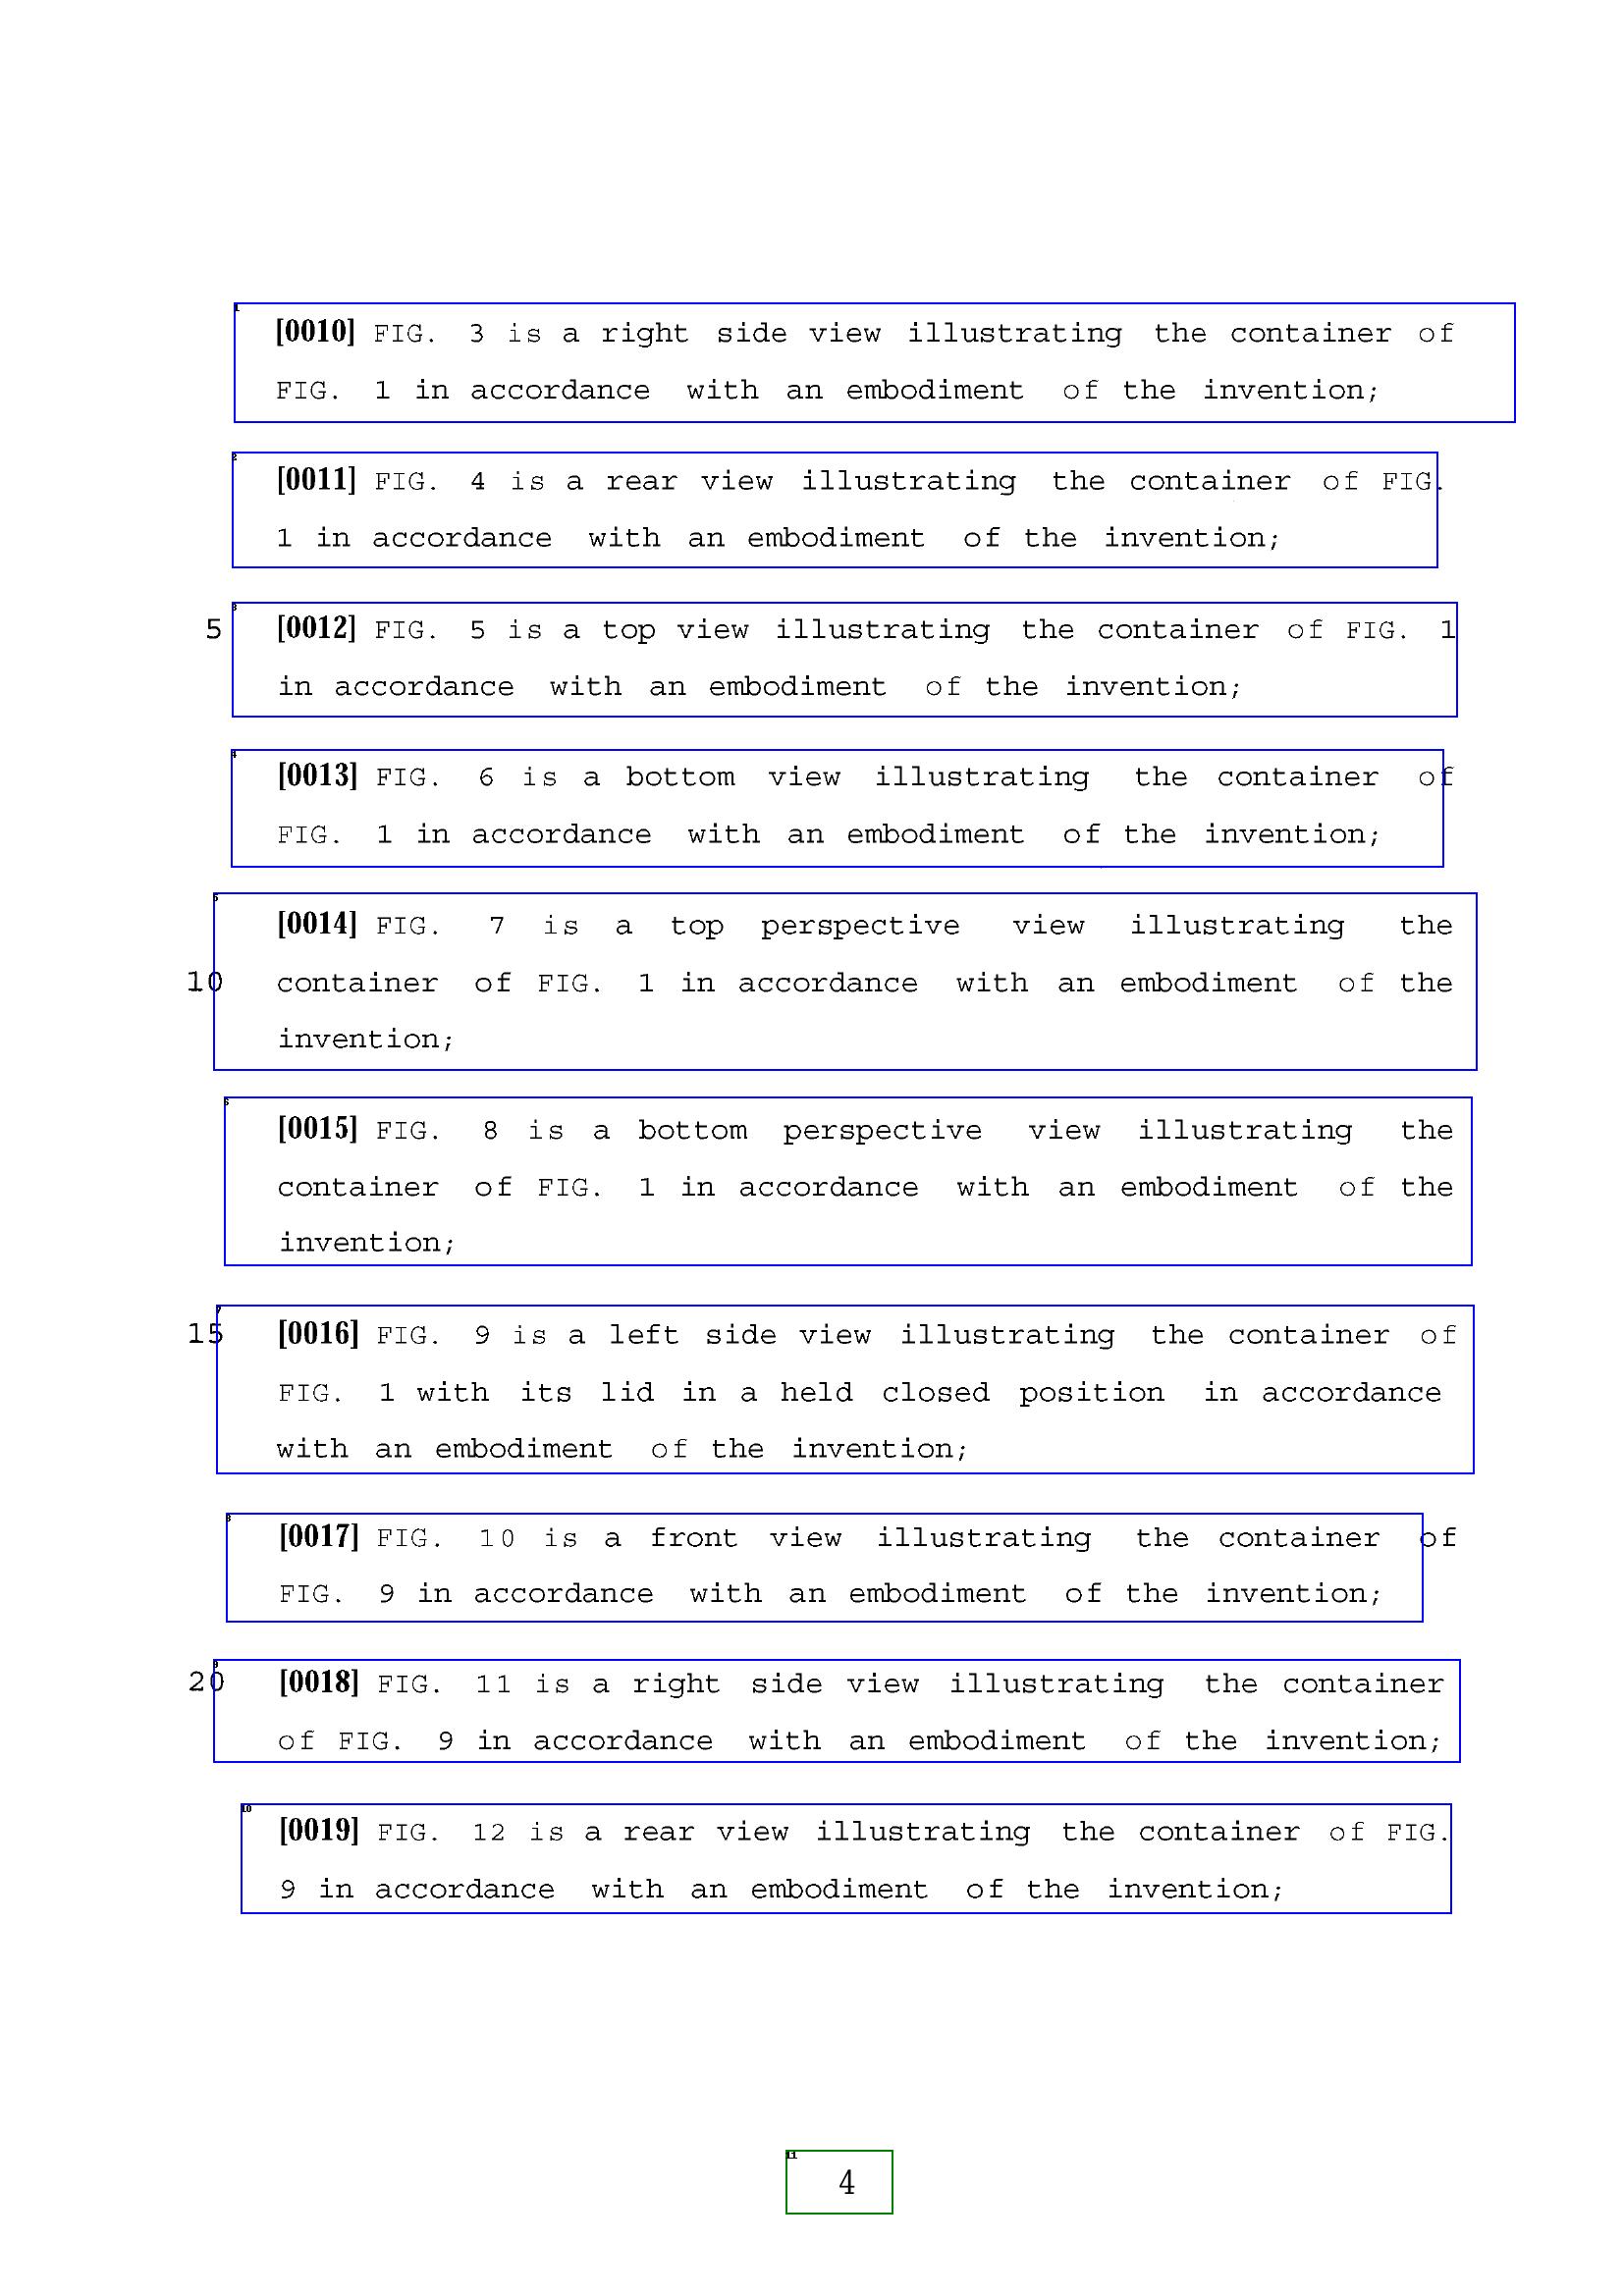 [0010] FIG. 3 is a right side view illustrating the container of
FIG. 1 in accordance with an embodiment of the invention;
[0011] FIG. 4 is a rear view illustrating the container of FIG.
1 in accordance with an embodiment of the invention;
5 [0012] FIG. 5 is a top view illustrating the container of FIG. 1
in accordance with an embodiment of the invention;
[0013] FIG. 6 is a bottom view illustrating the container of
FIG. 1 in accordance with an embodiment of the invention;
[0014] FIG. 7 is a top perspective view illustrating the
10 container of FIG. 1 in accordance with an embodiment of the
invention;
[0015] FIG. 8 is a bottom perspective view illustrating the
container of FIG. 1 in accordance with an embodiment of the
invention;
15 [0016] FIG. 9 is a left side view illustrating the container of
FIG. 1 with its lid in a held closed position in accordance
with an embodiment of the invention;
[0017] FIG. 10 is a front view illustrating the container of
FIG. 9 in accordance with an embodiment of the invention;
20 [0018] FIG. 11 is a right side view illustrating the container
of FIG. 9 in accordance with an embodiment of the invention;
[0019] FIG. 12 is a rear view illustrating the container of FIG.
9 in accordance with an embodiment of the invention;
4